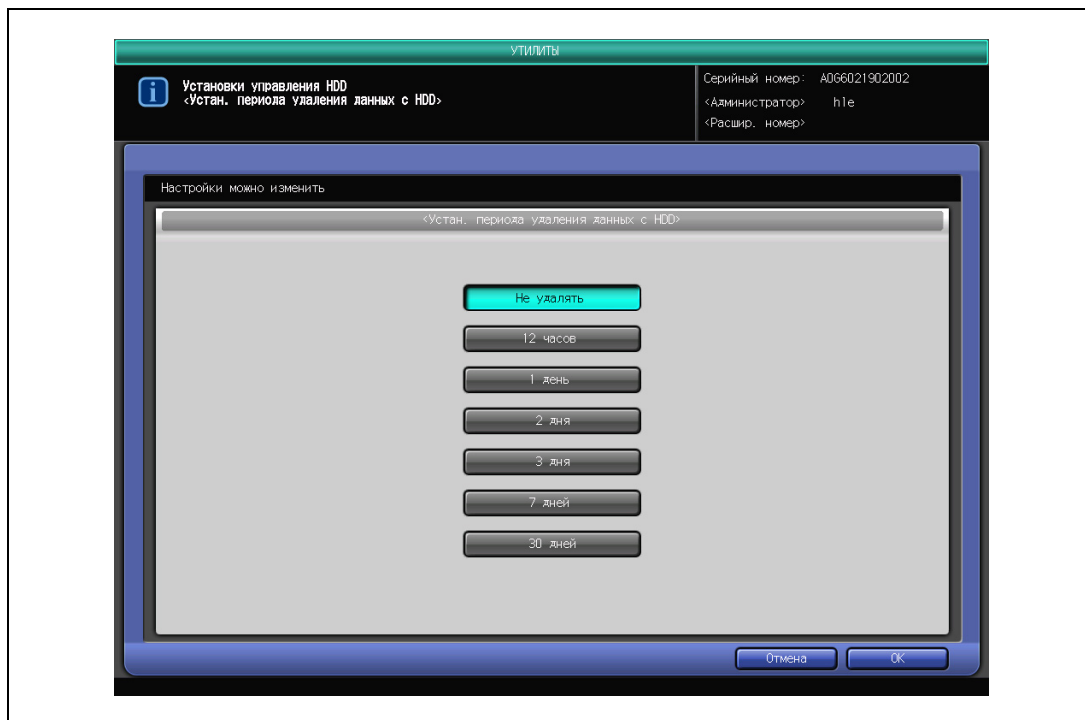 УТИЛИТЫ
Установки управления HDD
<Устан. периода удаления данных с HDD>
Серийный номер: A0G6021902002
<Администратор> hle
<Расшир. номер>
Настройки можно изменить
<Устан. периода удаления данных с HDD>
Не удалять
12 часов
1 день
2 дня
3 дня
7 дней
30 дней
Отмена OK